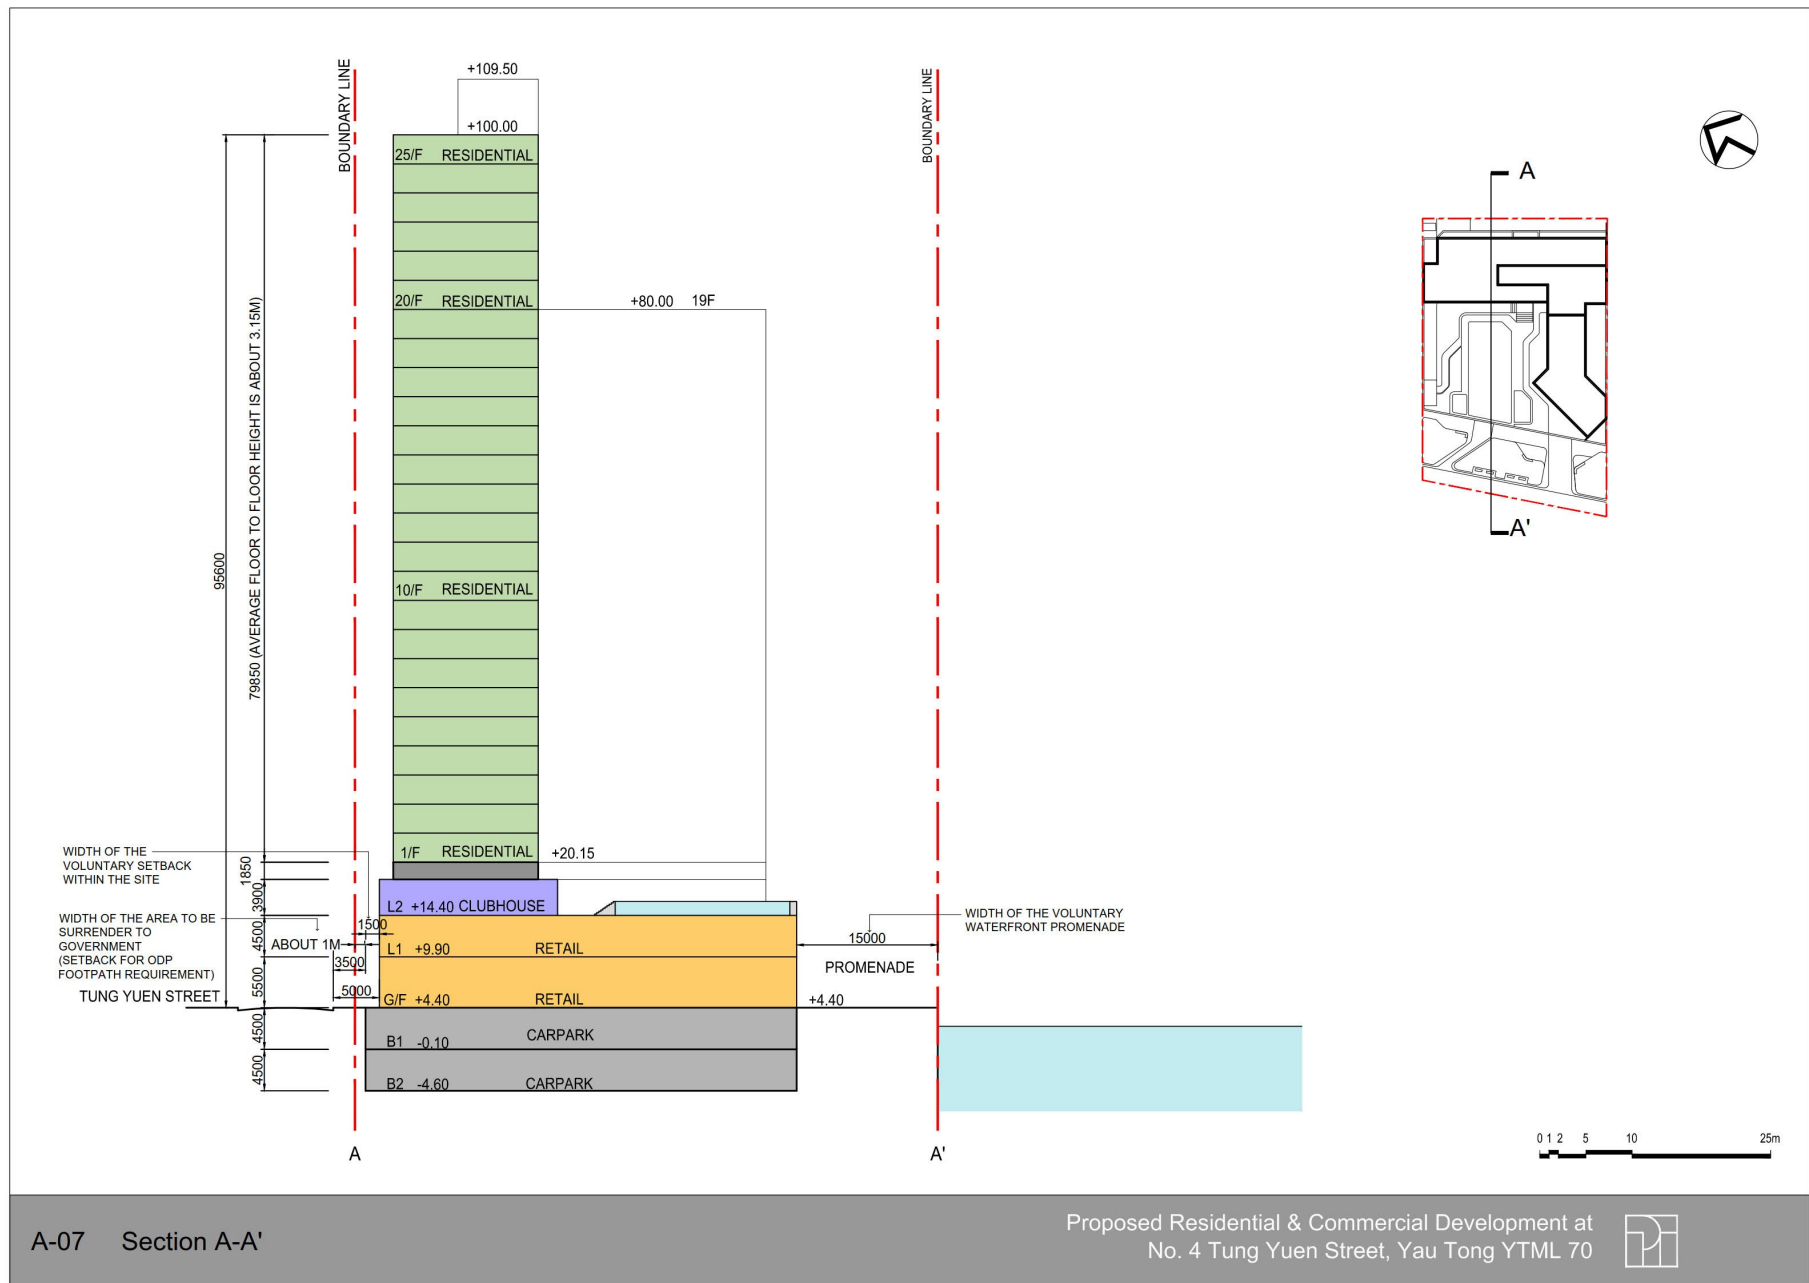 +109.50
BOUNDARY LINE
BOUNDARY LINE
+100.00
25/F RESIDENTIAL
A
20/F RESIDENTIAL
+80.00 19F
79850 (AVERAGE FLOOR TO FLOOR HEIGHT IS ABOUT 3.15M)
A'
95600
10/F RESIDENTIAL
WIDTH OF THE
VOLUNTARY SETBACK
WITHIN THE SITE
1/F RESIDENTIAL
+20.15
1850
3900
L2 +14.40 CLUBHOUSE
WIDTH OF THE AREA TO BE
SURRENDER TO
GOVERNMENT
(SETBACK FOR ODP
FOOTPATH REQUIREMENT)
1500
4500
ABOUT 1M
L1 +9.90 RETAIL
15000
WIDTH OF THE VOLUNTARY
WATERFRONT PROMENADE
3500
PROMENADE
5500
TUNG YUEN STREET
5000
G/F +4.40 RETAIL
+4.40
4500
B1 -0.10 CARPARK
4500
B2 -4.60 CARPARK
A
A'
0 1 2 5 10 25m
A-07 Section A-A'
Proposed Residential & Commercial Development at
No. 4 Tung Yuen Street, Yau Tong YTML 70